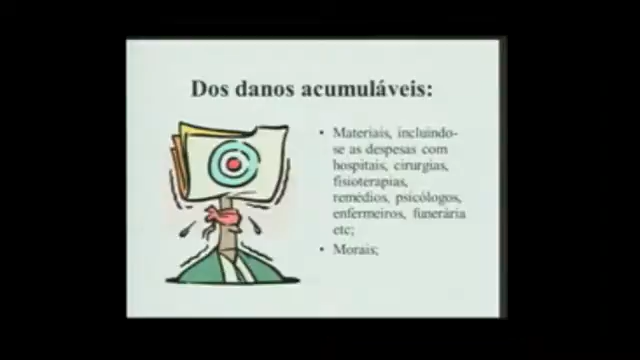 Dos danos acumuláveis:
• Materiais, incluindo-
se as despesas com
hospitais, cirurgias,
fisioterapias,
remédios, psicólogos,
enfermeiros, funerária
etc;
• Morais;